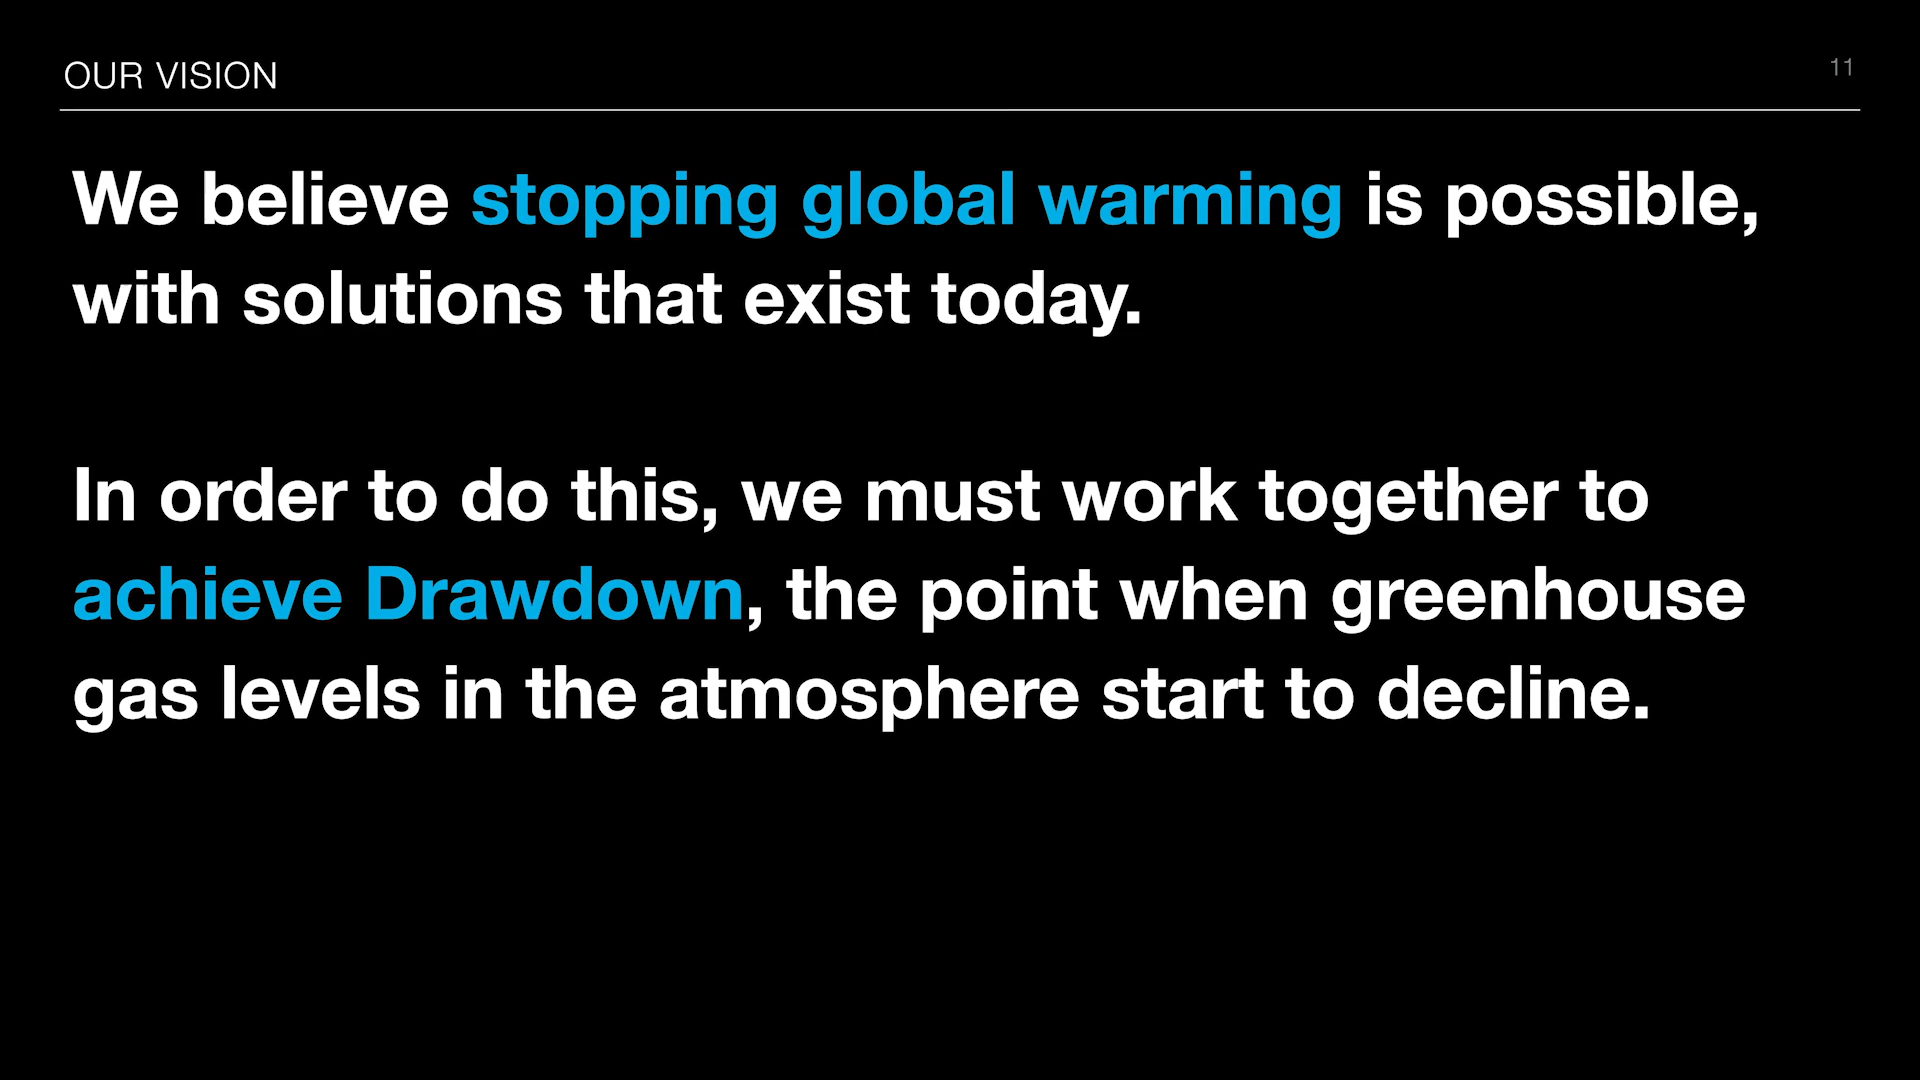 OUR VISION
11
We believe stopping global warming is possible,
with solutions that exist today.
In order to do this, we must work together to
achieve Drawdown, the point when greenhouse
gas levels in the atmosphere start to decline.